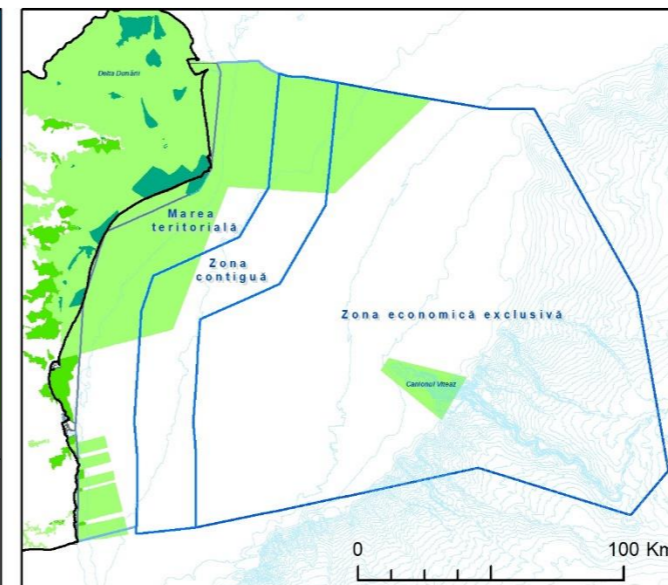 Delta Dunării
Marea
teritorială
Zona
contiguă
Zona economică exclusivă
Canionul Viteaz
0
100 Km